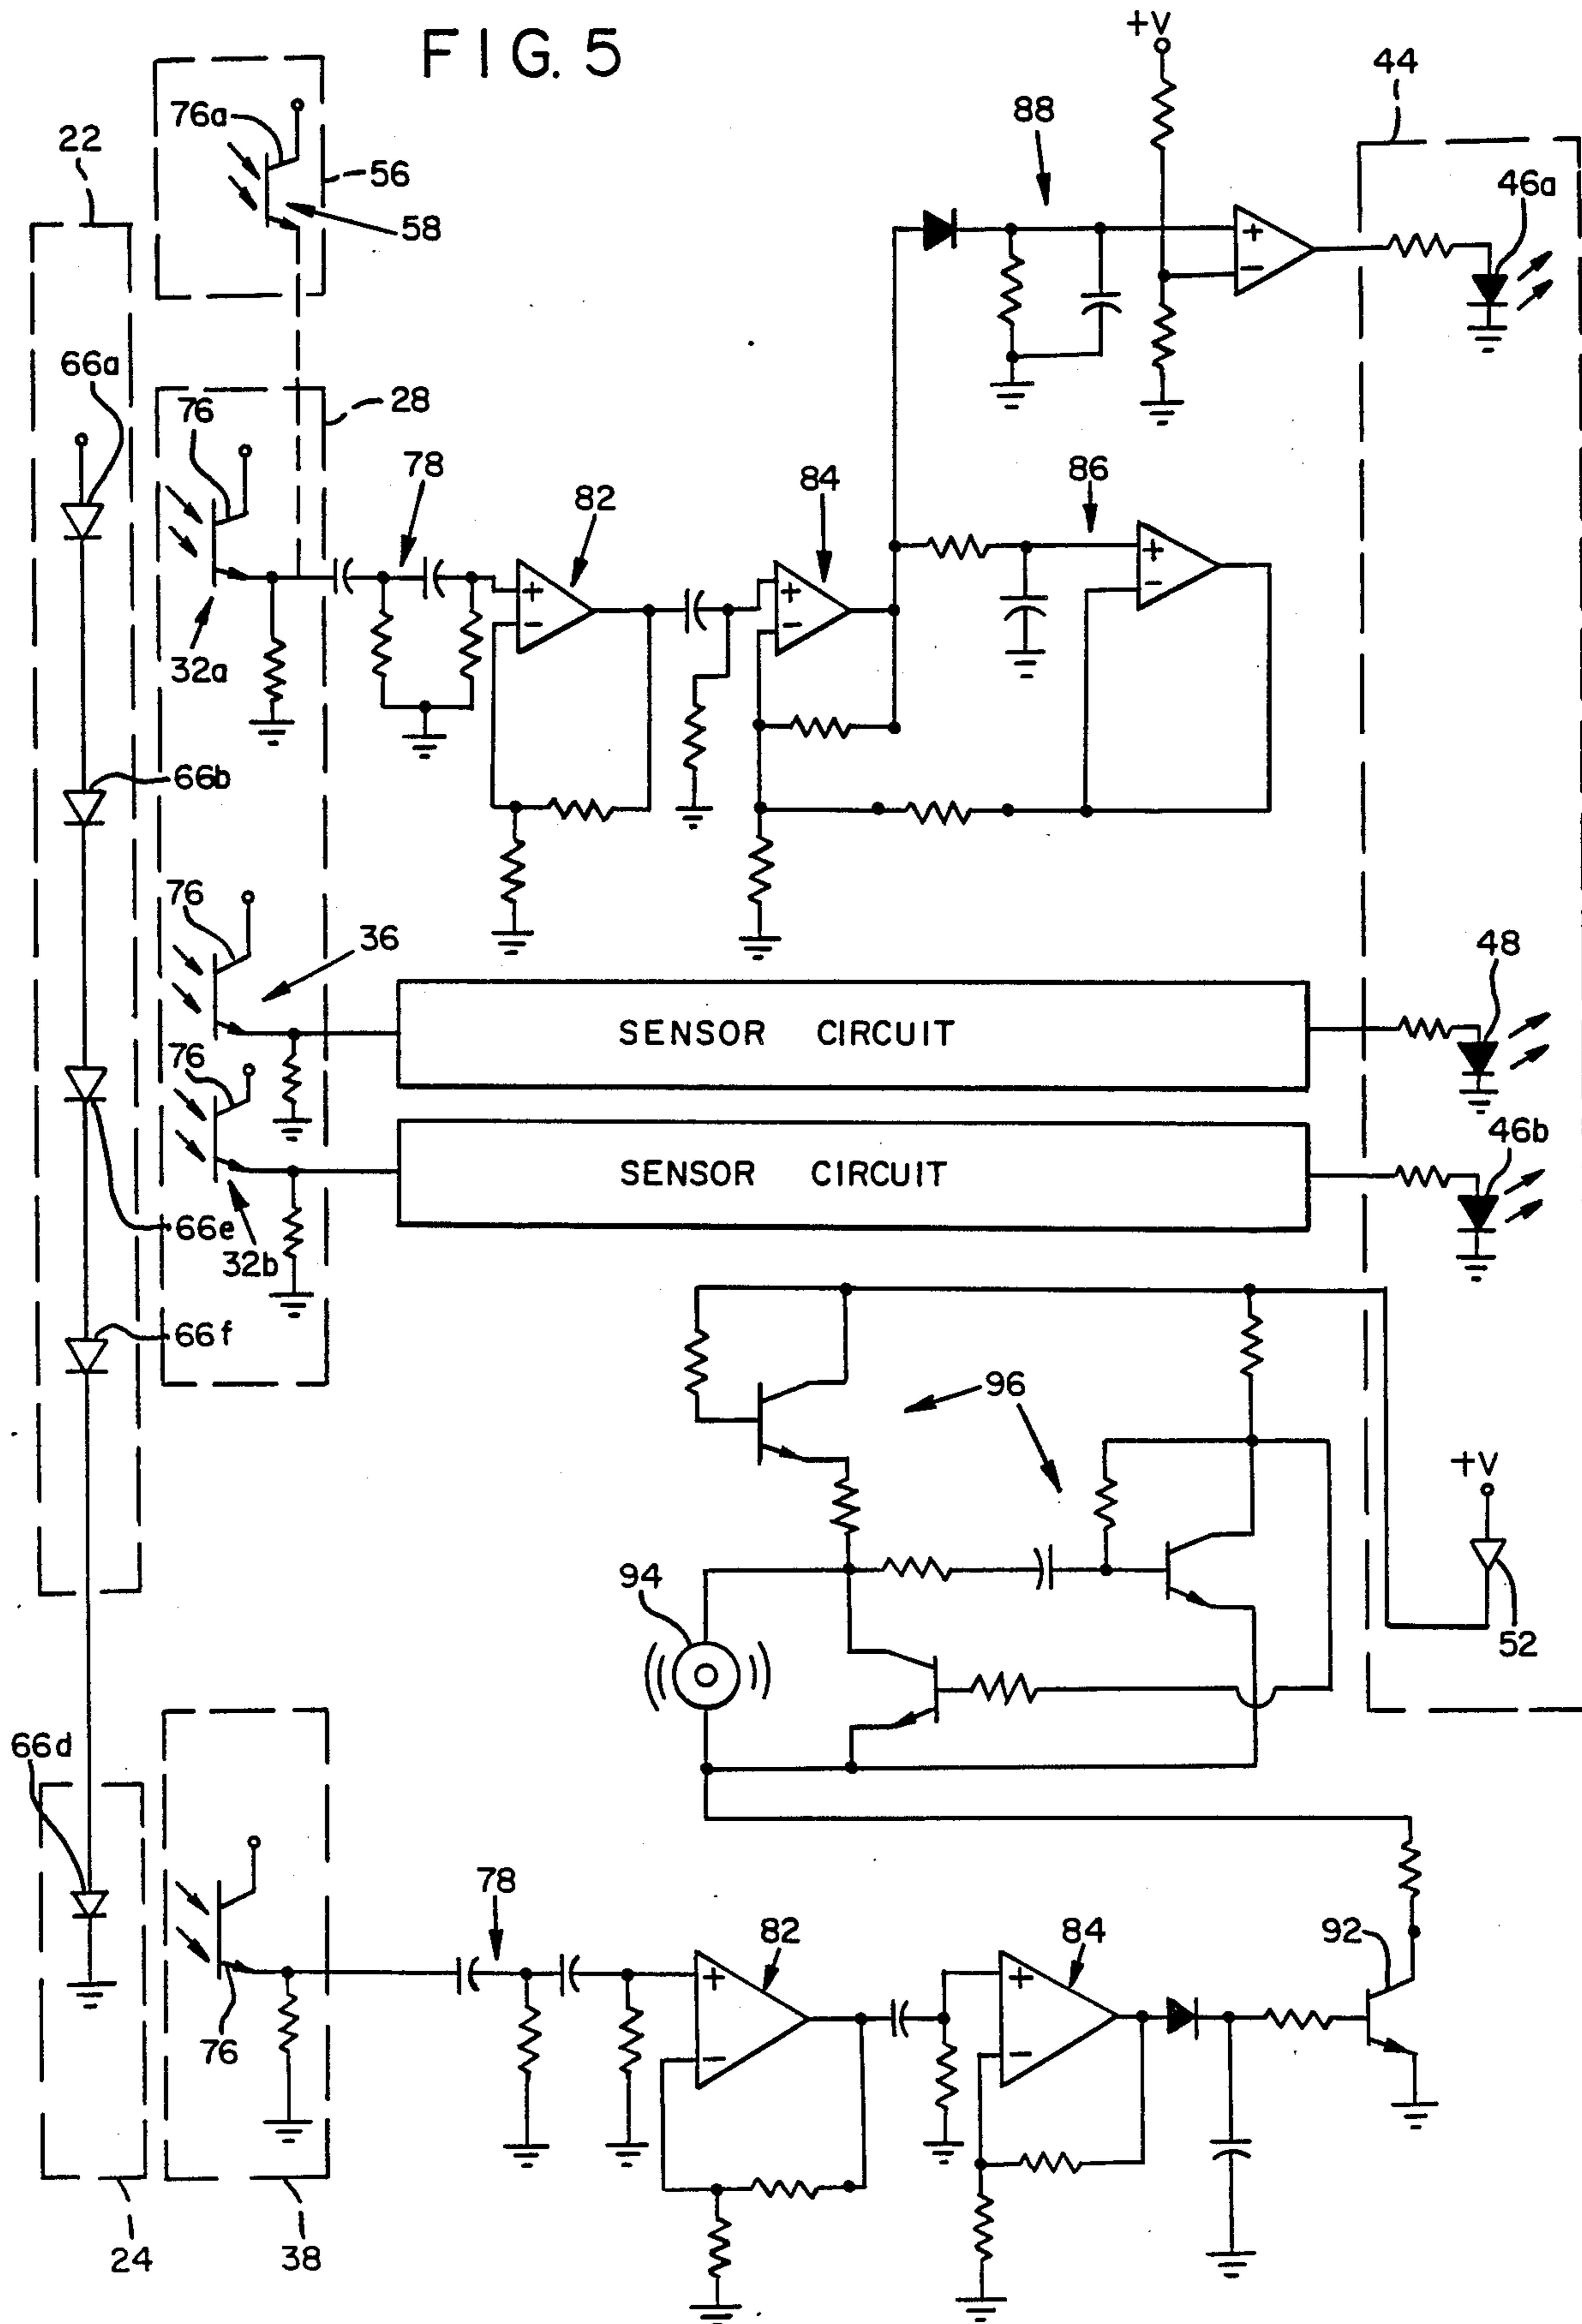 FIG. 5
+V
44
88
76a
22
56
46a
58
66a
28
76
78
86
84
82
32a
66b
76
36
48
SENSOR CIRCUIT
76
46b
SENSOR CIRCUIT
66e
32b
66f
96
+V
94
52
66d
78
82
84
92
76
24
38
+
−
+
−
+
−
+
−
+
−
+
−